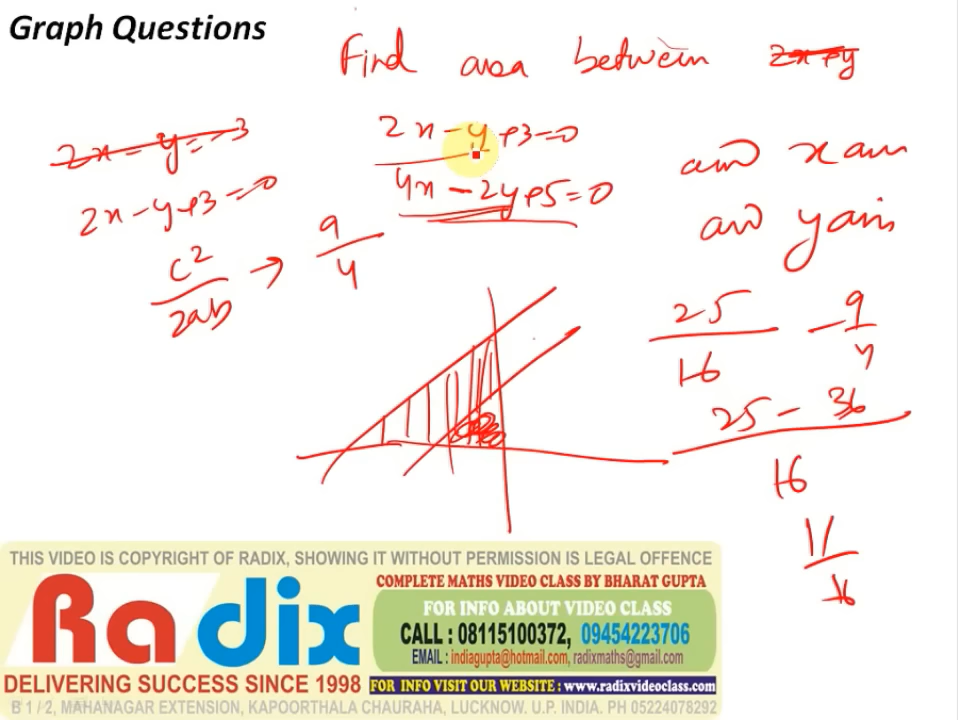 Graph Questions
Find area between 2x+y
2x-y=-3
2x-y+3=0
2x-y+3=0
4x-2y+5=0
and x axis
and y axis
c²/2ab → 9/4
25/16 - 9/4
25-36
16
11/16
THIS VIDEO IS COPYRIGHT OF RADIX, SHOWING IT WITHOUT PERMISSION IS LEGAL OFFENCE
Radix
DELIVERING SUCCESS SINCE 1998
COMPLETE MATHS VIDEO CLASS BY BHARAT GUPTA
FOR INFO ABOUT VIDEO CLASS
CALL : 08115100372, 09454223706
EMAIL : indiagupta@hotmail.com, radixmaths@gmail.com
FOR INFO VISIT OUR WEBSITE : www.radixvideoclass.com
B 1 / 2, MAHANAGAR EXTENSION, KAPOORTHALA CHAURAHA, LUCKNOW. U.P. INDIA. PH 05224078292